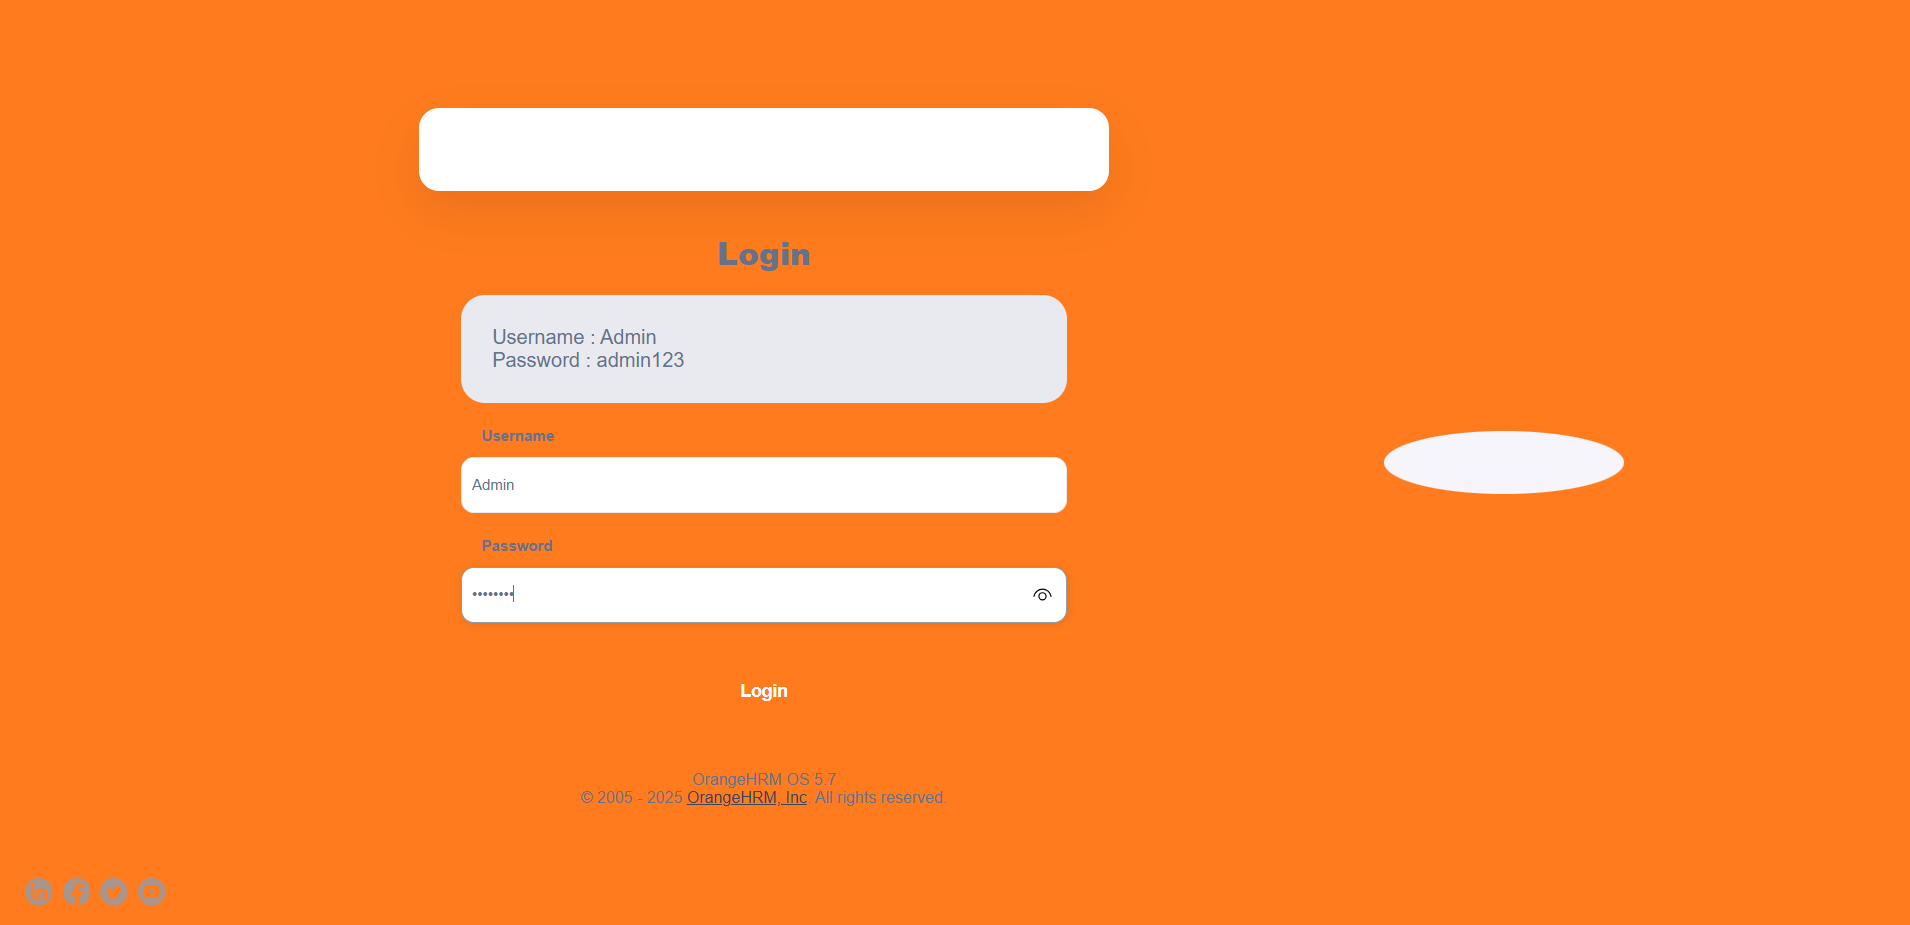 Login
Username : Admin
Password : admin123
Username
Admin
Password
••••••••
Login
OrangeHRM OS 5.7
© 2005 - 2025 OrangeHRM, Inc. All rights reserved.